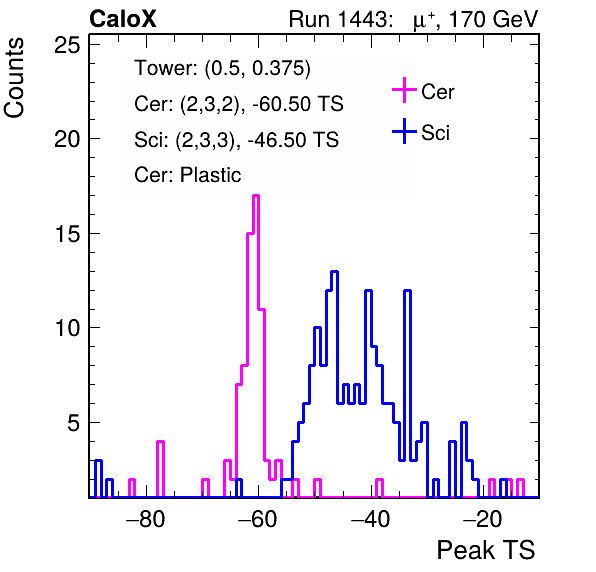 CaloX Run 1443: μ⁺, 170 GeV
Counts
25
20
15
10
5
Tower: (0.5, 0.375)
Cer: (2,3,2), -60.50 TS
Sci: (2,3,3), -46.50 TS
Cer: Plastic
Cer
Sci
−80 −60 −40 −20
Peak TS